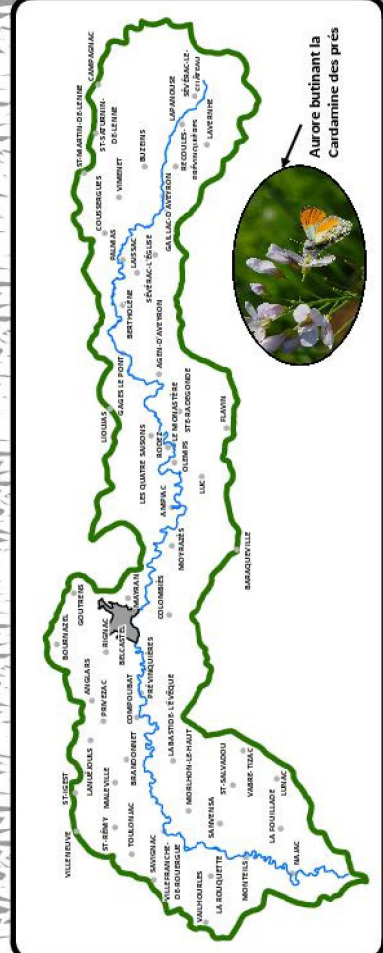 VILLENEUVE
ST-IGEST
LANUÉJOULS
ANGLARS
BOURNAZEL
GOUTRENS
ST-RÉMY
MALEVILLE
PRIVEZAC
RIGNAC
TOULONJAC
BRANDONNET
COMPOLIBAT
BELCASTEL
MAYRAN
PRÉVINQUIÈRES
SAVIGNAC
VILLEFRANCHE-
DE-ROUERGUE
LABASTIDE-L'ÉVÊQUE
COLOMBIÈS
MORLHON-LE-HAUT
VAILHOURLES
LA ROUQUETTE
SANVENSA
ST-SALVADOU
MONTEILS
VABRE-TIZAC
LA FOUILLADE
LUNAC
NAJAC
LIOUJAS
GAGES LE PONT
LES QUATRE SAISONS
RODEZ
AMPIAC
LE MONASTÈRE
OLEMPS
STE-RADEGONDE
MOYRAZÈS
LUC
FLAVIN
BARAQUEVILLE
AGEN-D'AVEYRON
BERTHOLÈNE
ST-MARTIN-DE-LENNE
CAMPAGNAC
ST-SATURNIN-
DE-LENNE
COUSSERGUES
VIMENET
PALMAS
LAISSAC
BUZEINS
SÉVÉRAC-L'ÉGLISE
GAILLAC-D'AVEYRON
LAPANOUSE
SÉVÉRAC-LE-
CHÂTEAU
RECOULES-
PRÉVINQUIÈRES
LAVERNHE
Aurore butinant la
Cardamine des prés